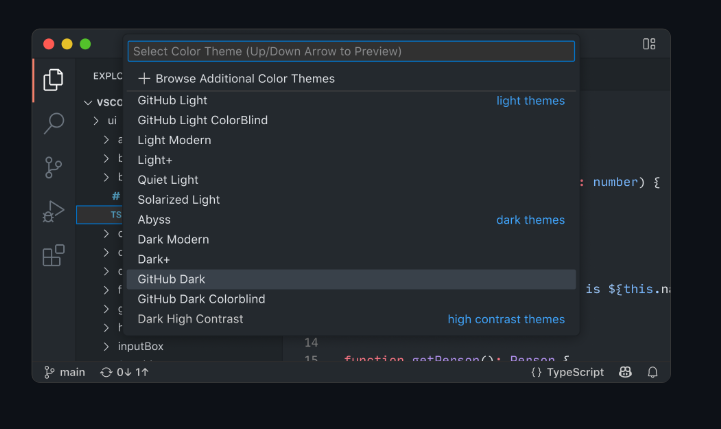 Select Color Theme (Up/Down Arrow to Preview)
EXPLO
Browse Additional Color Themes
VSCO
GitHub Light light themes
ui
GitHub Light ColorBlind
a
Light Modern
b
Light+
b
Quiet Light
: number) {
#
Solarized Light
TS
Abyss dark themes
Dark Modern
Dark+
GitHub Dark
f
is ${this.na
GitHub Dark Colorblind
g
Dark High Contrast high contrast themes
h
14
inputBox
15 function getPerson(): Person {
main 0↓ 1↑ {} TypeScript